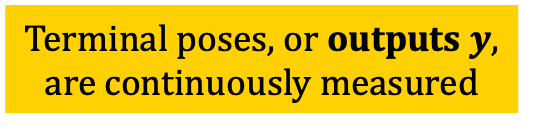 Terminal poses, or outputs y,
are continuously measured